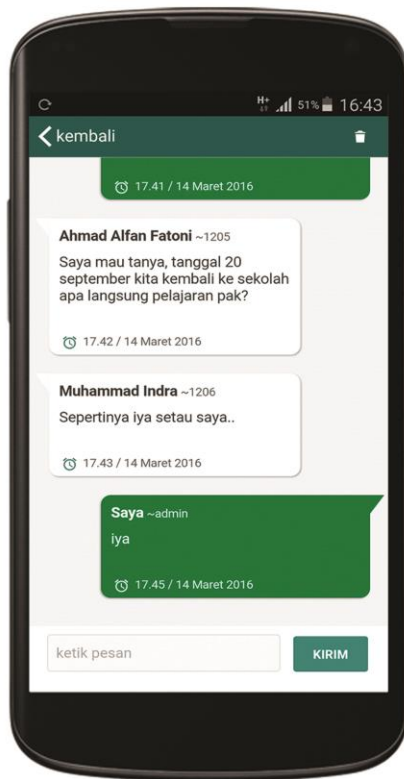 H+ 51% 16:43
kembali
17.41 / 14 Maret 2016
Ahmad Alfan Fatoni ~1205
Saya mau tanya, tanggal 20
september kita kembali ke sekolah
apa langsung pelajaran pak?
17.42 / 14 Maret 2016
Muhammad Indra ~1206
Sepertinya iya setau saya..
17.43 / 14 Maret 2016
Saya ~admin
iya
17.45 / 14 Maret 2016
ketik pesan
KIRIM